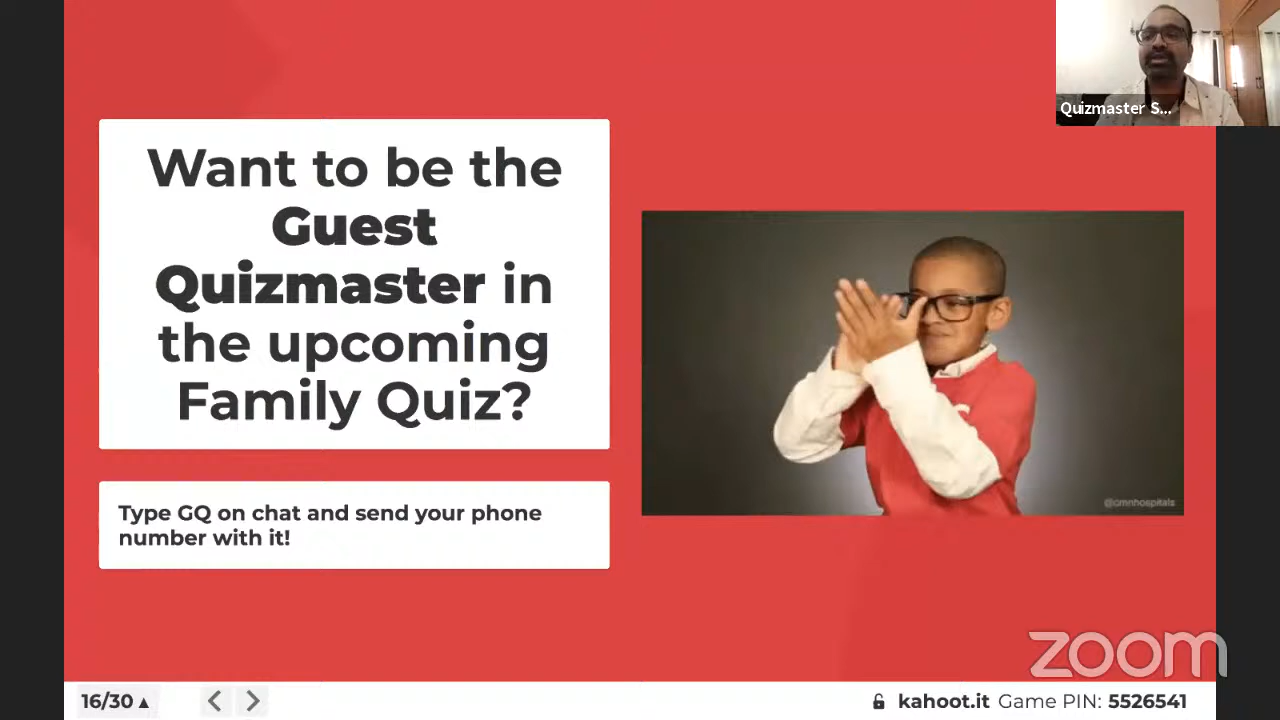 Quizmaster S...
Want to be the
Guest
Quizmaster in
the upcoming
Family Quiz?
Type GQ on chat and send your phone
number with it!
@cmnhospitals
zoom
16/30▲
kahoot.it Game PIN: 5526541